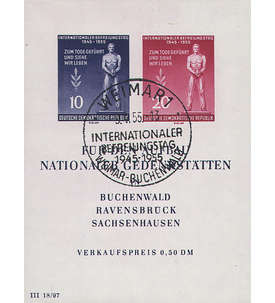 INTERNATIONALER BEFREIUNGSTAG
1945-1955
ZUM TODE GEFÜHRT
UND SIEHE
WIR LEBEN
10
DEUTSCHE DEMOKRATISCHE REPUBLIK
INTERNATIONALER BEFREIUNGSTAG
1945-1955
ZUM TODE GEFÜHRT
UND SIEHE
WIR LEBEN
20
DEUTSCHE DEMOKRATISCHE REPUBLIK
WEIMAR 1
INTERNATIONALER
BEFREIUNGSTAG
1945-1955
WEIMAR-BUCHENWALD
FÜR DEN AUFBAU
NATIONALER GEDENKSTÄTTEN
BUCHENWALD
RAVENSBRÜCK
SACHSENHAUSEN
VERKAUFSPREIS 0,50 DM
III 18/97